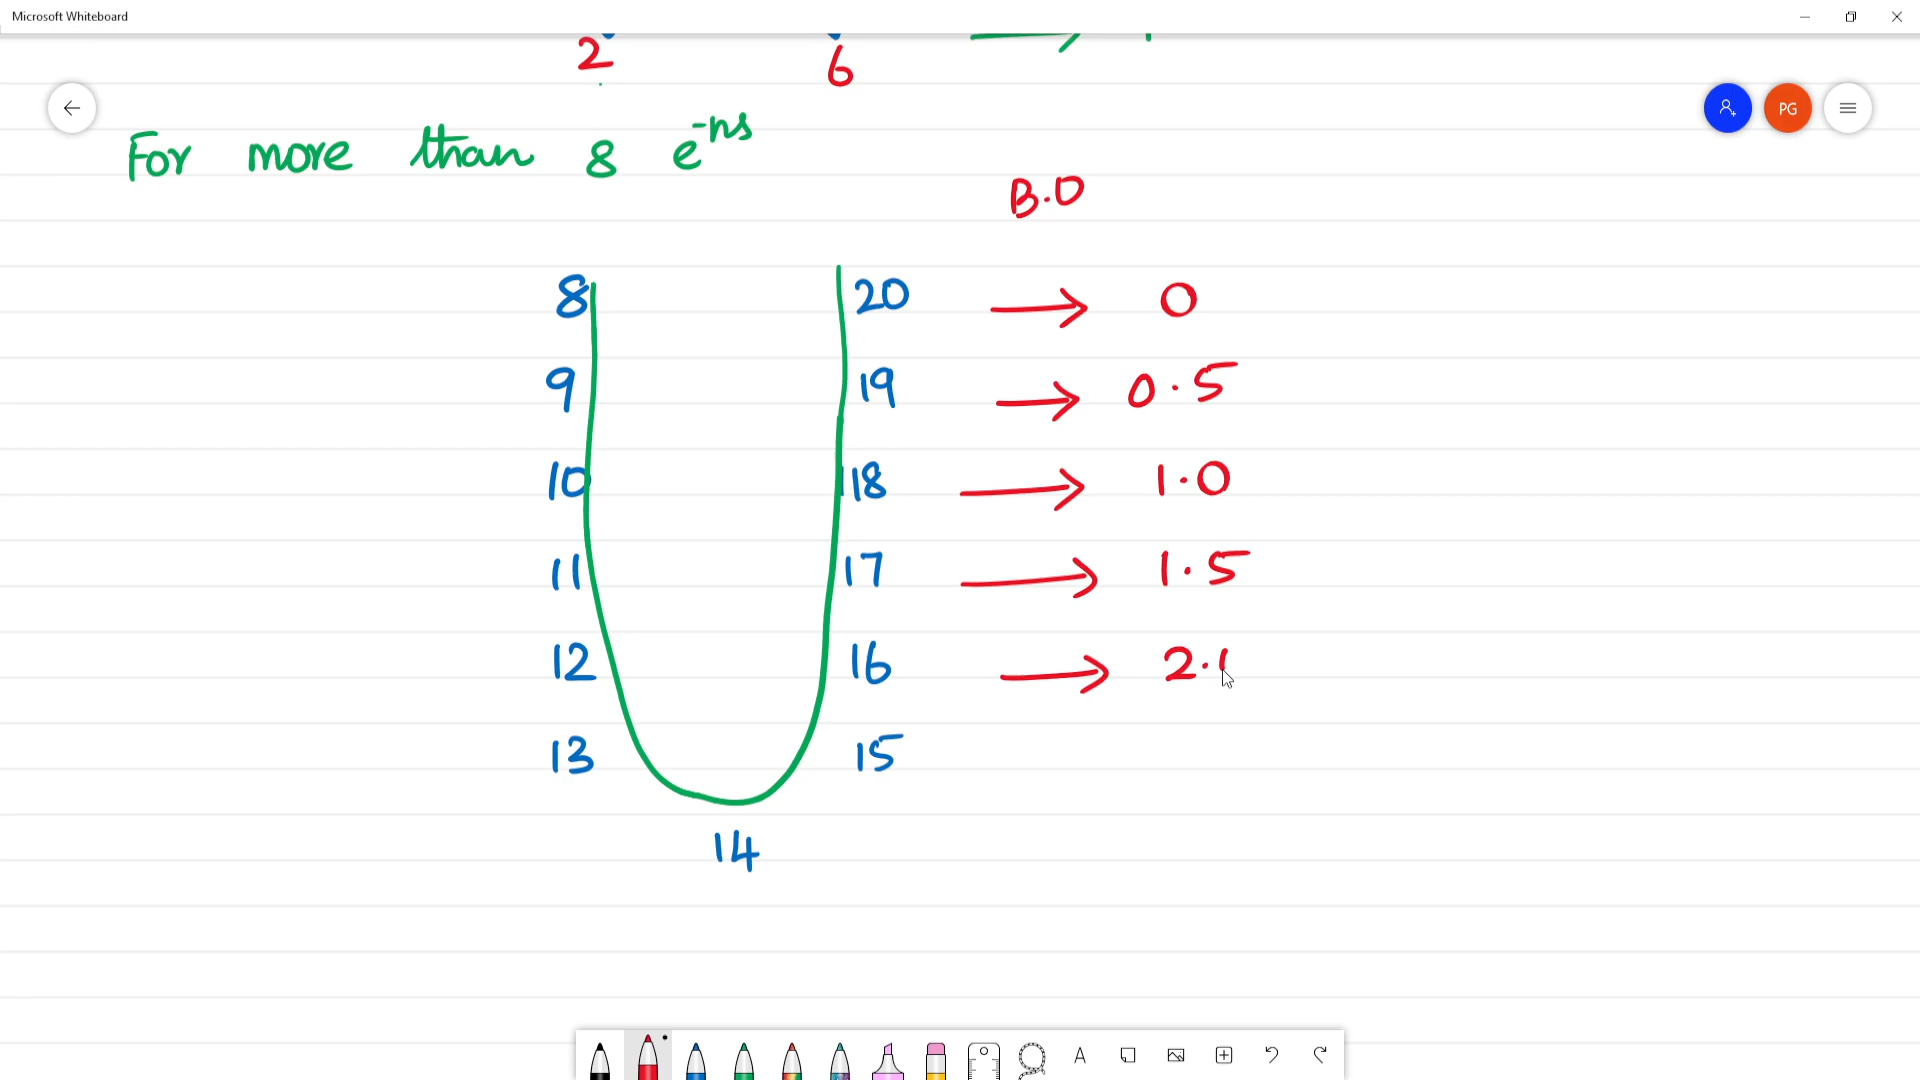 Microsoft Whiteboard
2 6
PG
For more than 8 e-ns
B.O
8 20 → 0
9 19 → 0.5
10 18 → 1.0
11 17 → 1.5
12 16 → 2.
13 15
14
A